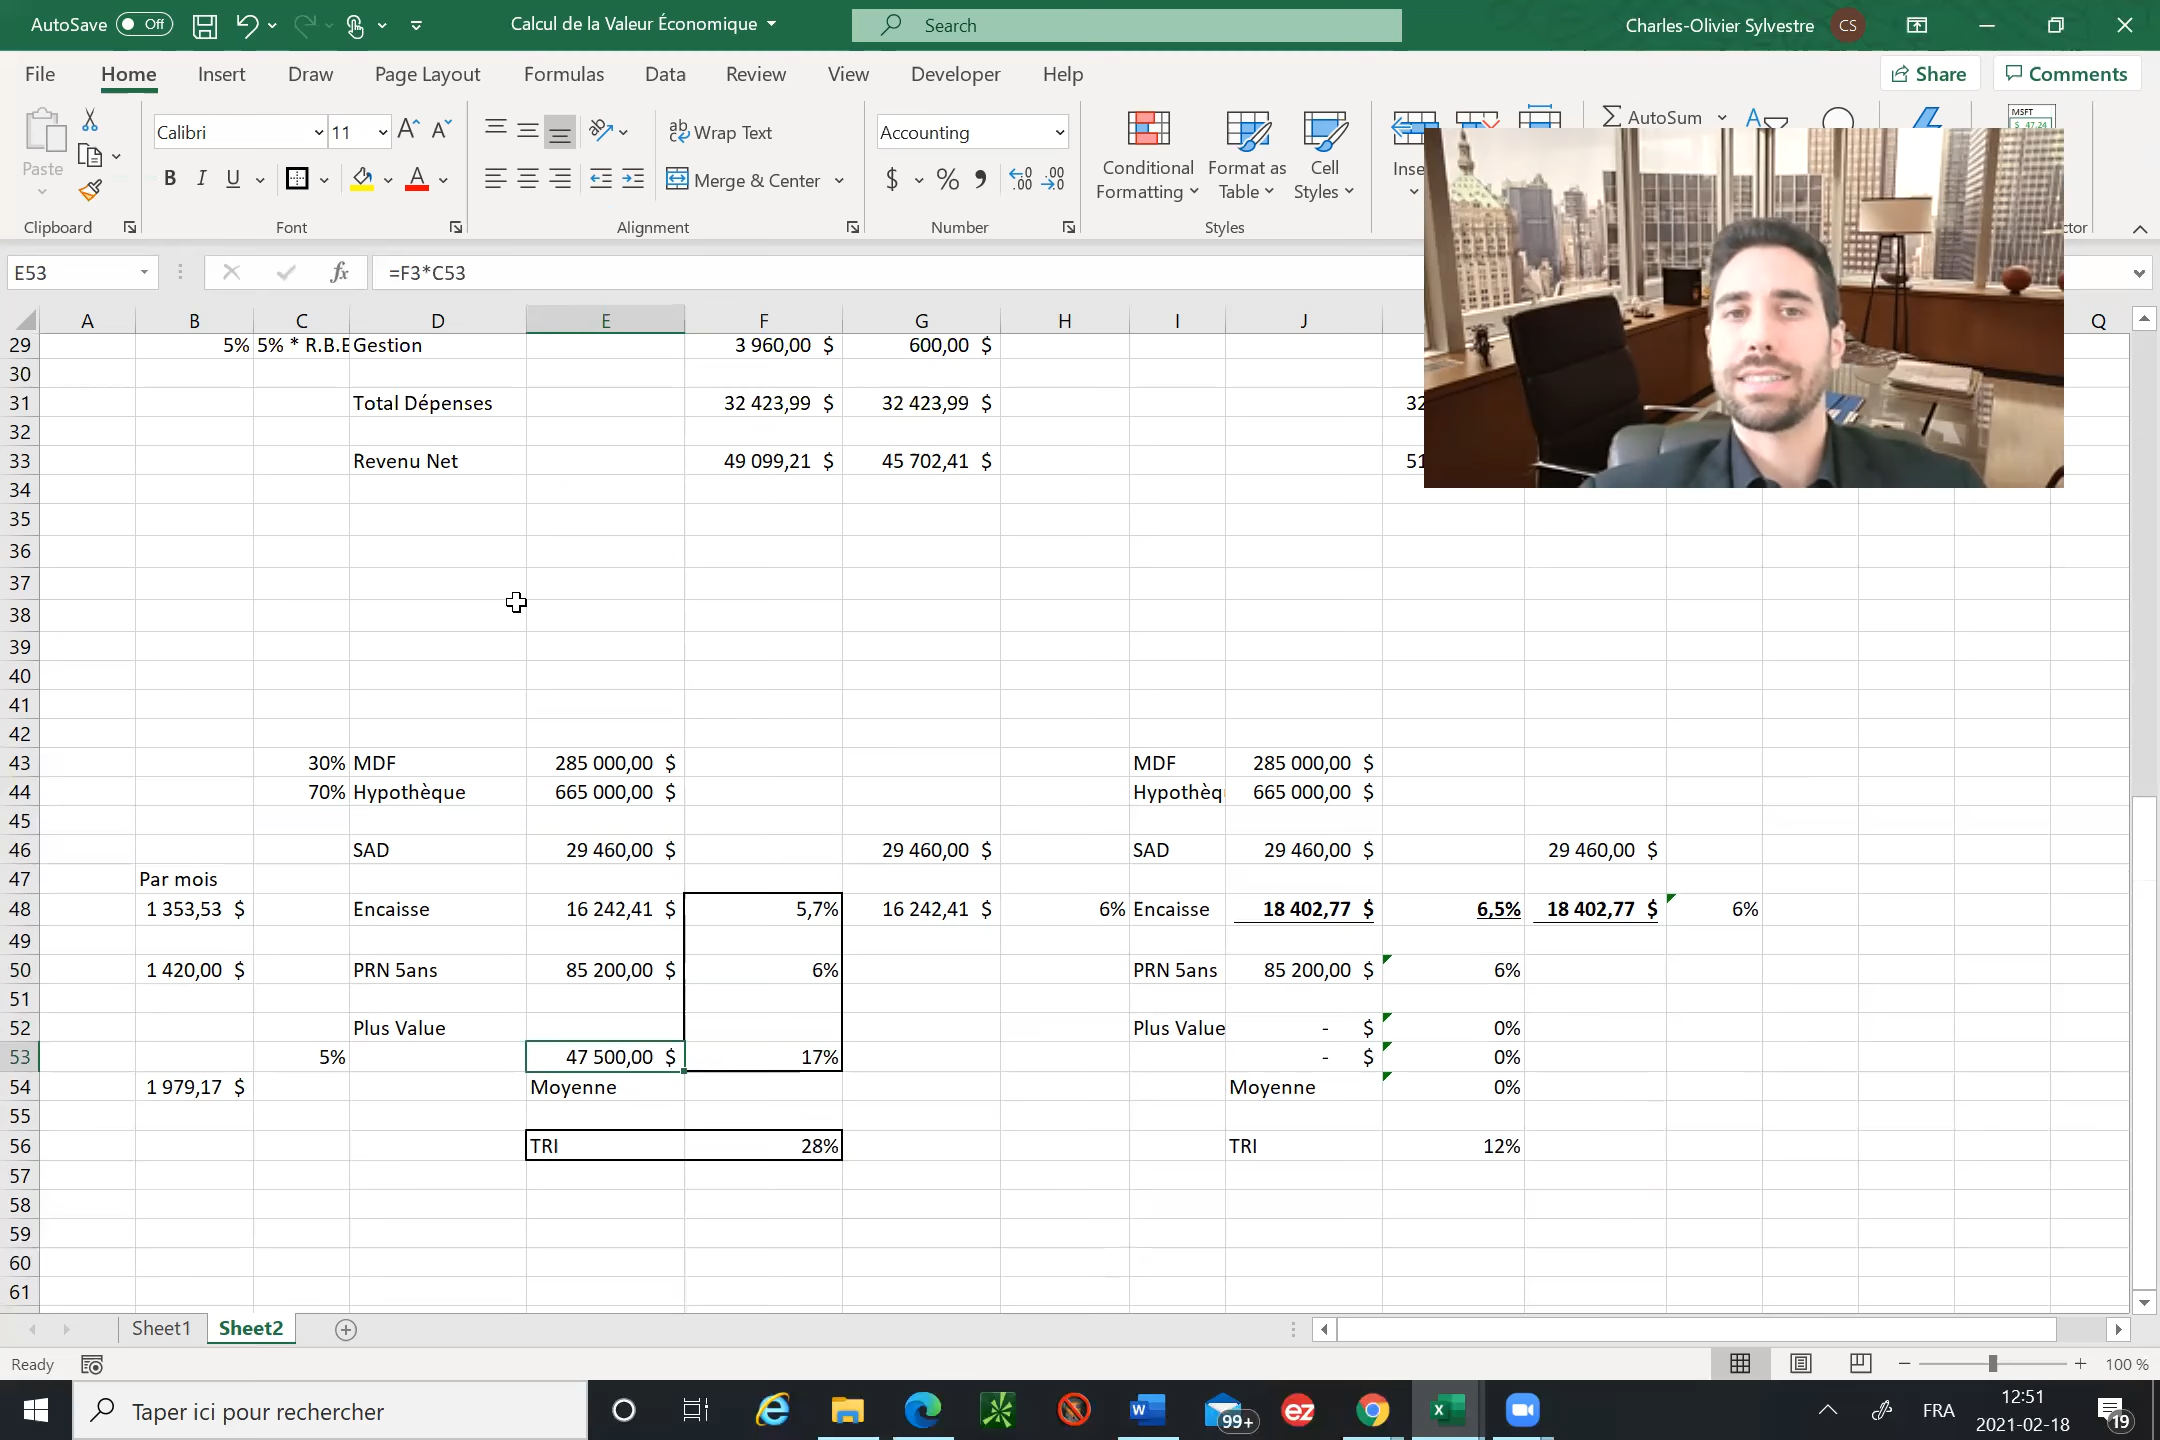 AutoSave Off
Calcul de la Valeur Économique
Search
Charles-Olivier Sylvestre CS
File Home Insert Draw Page Layout Formulas Data Review View Developer Help
Share Comments
Paste
Clipboard
Calibri 11
B I U
Font
Wrap Text
Merge & Center
Alignment
Accounting
$ %
Number
Conditional Formatting
Format as Table
Cell Styles
Styles
Inse
AutoSum
MSFT
$ 47.24
ctor
E53 fx =F3*C53
A B C D E F G H I J Q
29 5% 5% * R.B.E Gestion 3 960,00 $ 600,00 $
30
31 Total Dépenses 32 423,99 $ 32 423,99 $ 32
32
33 Revenu Net 49 099,21 $ 45 702,41 $ 51
34
35
36
37
38
39
40
41
42
43 30% MDF 285 000,00 $ MDF 285 000,00 $
44 70% Hypothèque 665 000,00 $ Hypothèq 665 000,00 $
45
46 SAD 29 460,00 $ 29 460,00 $ SAD 29 460,00 $ 29 460,00 $
47 Par mois
48 1 353,53 $ Encaisse 16 242,41 $ 5,7% 16 242,41 $ 6% Encaisse 18 402,77 $ 6,5% 18 402,77 $ 6%
49
50 1 420,00 $ PRN 5ans 85 200,00 $ 6% PRN 5ans 85 200,00 $ 6%
51
52 Plus Value Plus Value - $ 0%
53 5% 47 500,00 $ 17% - $ 0%
54 1 979,17 $ Moyenne Moyenne 0%
55
56 TRI 28% TRI 12%
57
58
59
60
61
Sheet1 Sheet2
Ready
100 %
Taper ici pour rechercher
99+
ez
FRA
12:51
2021-02-18
19